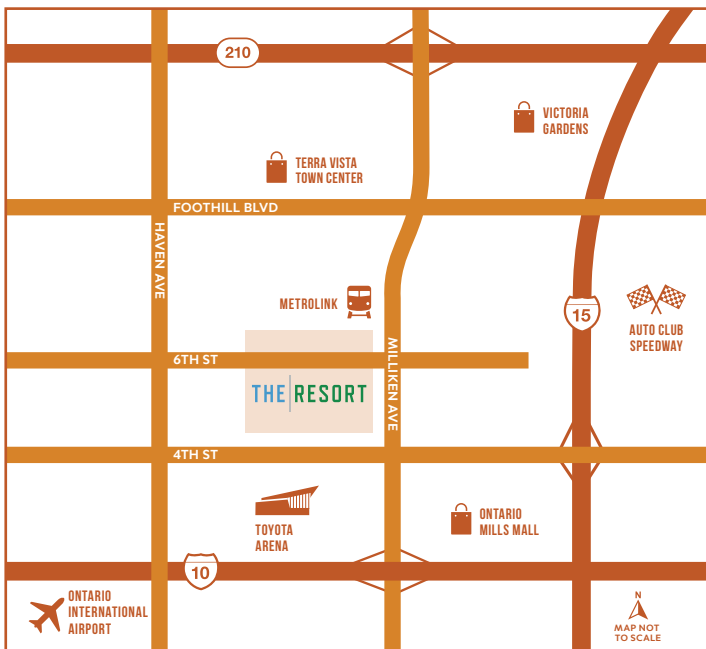 210
VICTORIA
GARDENS
TERRA VISTA
TOWN CENTER
FOOTHILL BLVD
HAVEN AVE
METROLINK
15
AUTO CLUB
SPEEDWAY
6TH ST
MILLIKEN AVE
THE RESORT
4TH ST
TOYOTA
ARENA
ONTARIO
MILLS MALL
10
ONTARIO
INTERNATIONAL
AIRPORT
N
MAP NOT
TO SCALE